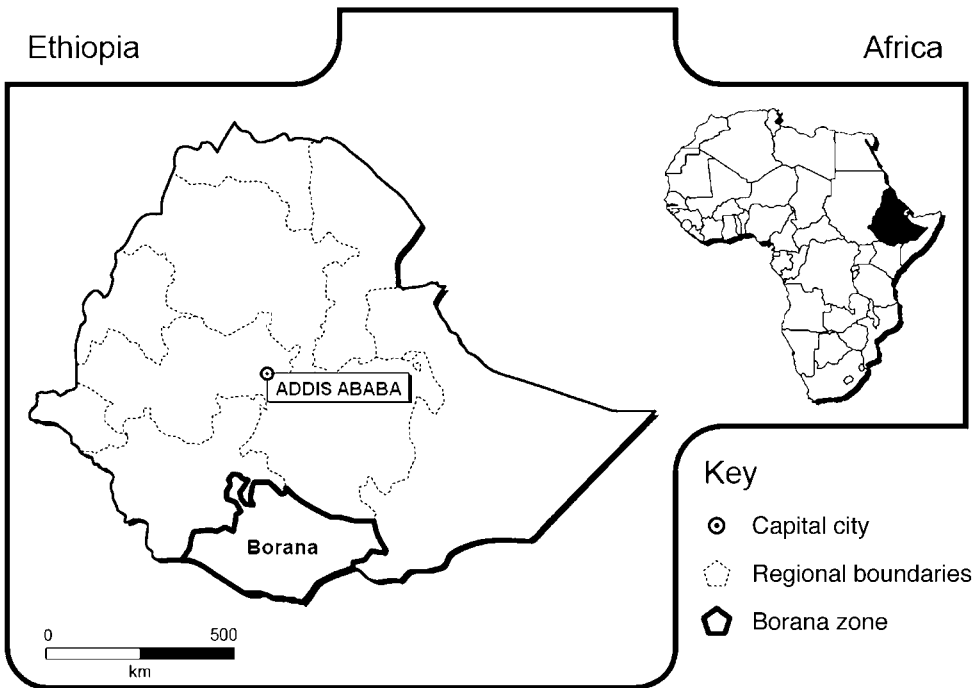 Ethiopia
Africa
ADDIS ABABA
Borana
0 500
km
Key
Capital city
Regional boundaries
Borana zone